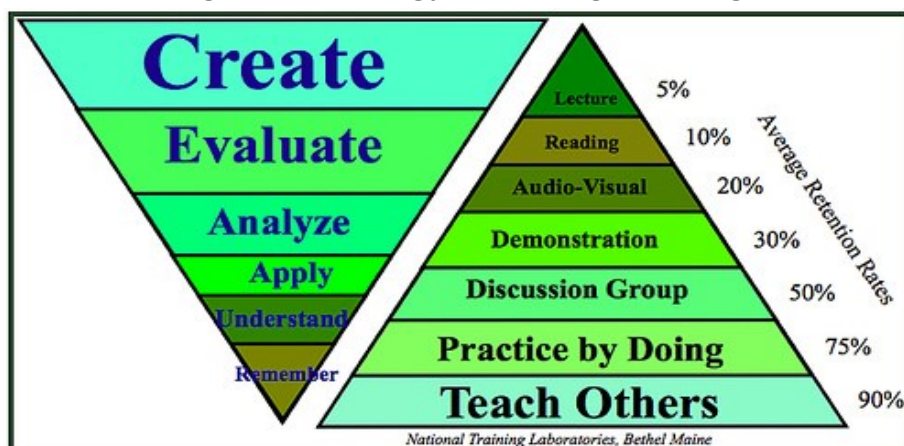 Create
Evaluate
Analyze
Apply
Understand
Remember
Lecture
5%
Reading
10%
Audio-Visual
20%
Demonstration
30%
Discussion Group
50%
Practice by Doing
75%
Teach Others
90%
Average Retention Rates
National Training Laboratories, Bethel Maine